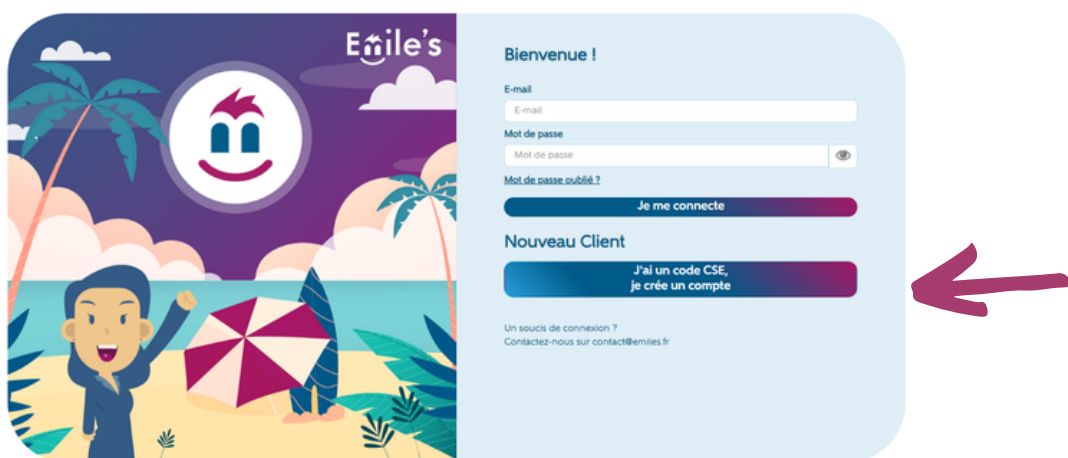 Emile's
Bienvenue !
E-mail
E-mail
Mot de passe
Mot de passe
Mot de passe oublié ?
Je me connecte
Nouveau Client
J'ai un code CSE,
je crée un compte
Un soucis de connexion ?
Contactez-nous sur contact@emiles.fr